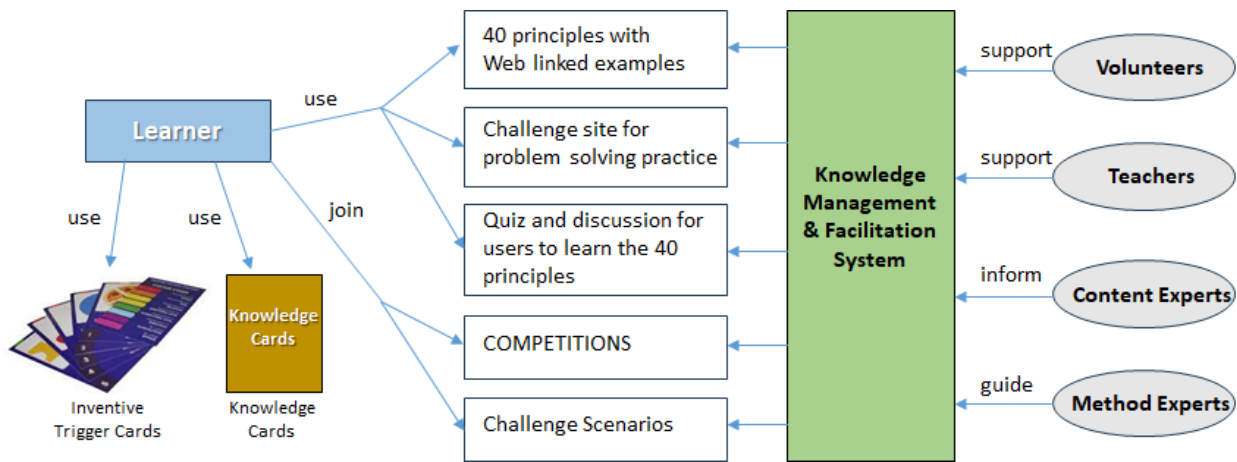 Learner
use
use
use
join
Inventive
Trigger Cards
Knowledge
Cards
Knowledge
Cards
40 principles with
Web linked examples
Challenge site for
problem solving practice
Quiz and discussion for
users to learn the 40
principles
COMPETITIONS
Challenge Scenarios
Knowledge
Management
& Facilitation
System
support
Volunteers
support
Teachers
inform
Content Experts
guide
Method Experts